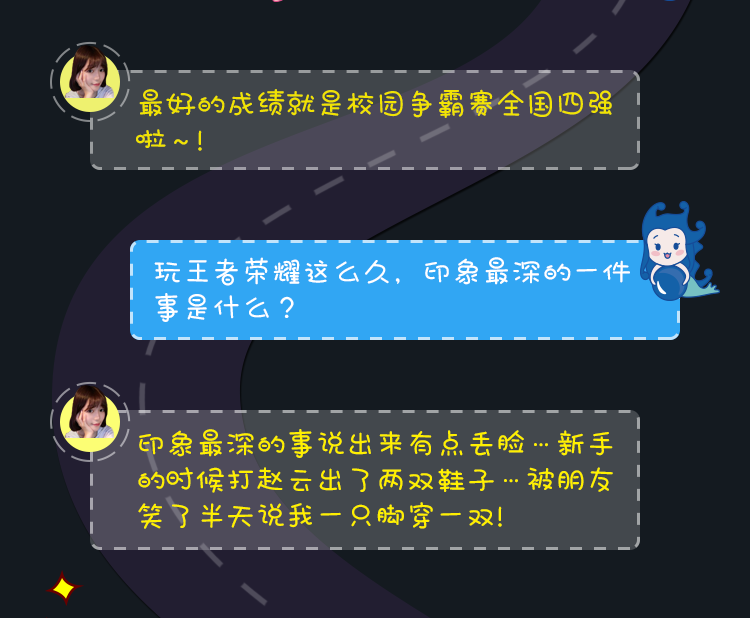 最好的成绩就是校园争霸赛全国四强
啦~!
玩王者荣耀这么久，印象最深的一件
事是什么？
印象最深的事说出来有点丢脸…新手
的时候打赵云出了两双鞋子…被朋友
笑了半天说我一只脚穿一双!